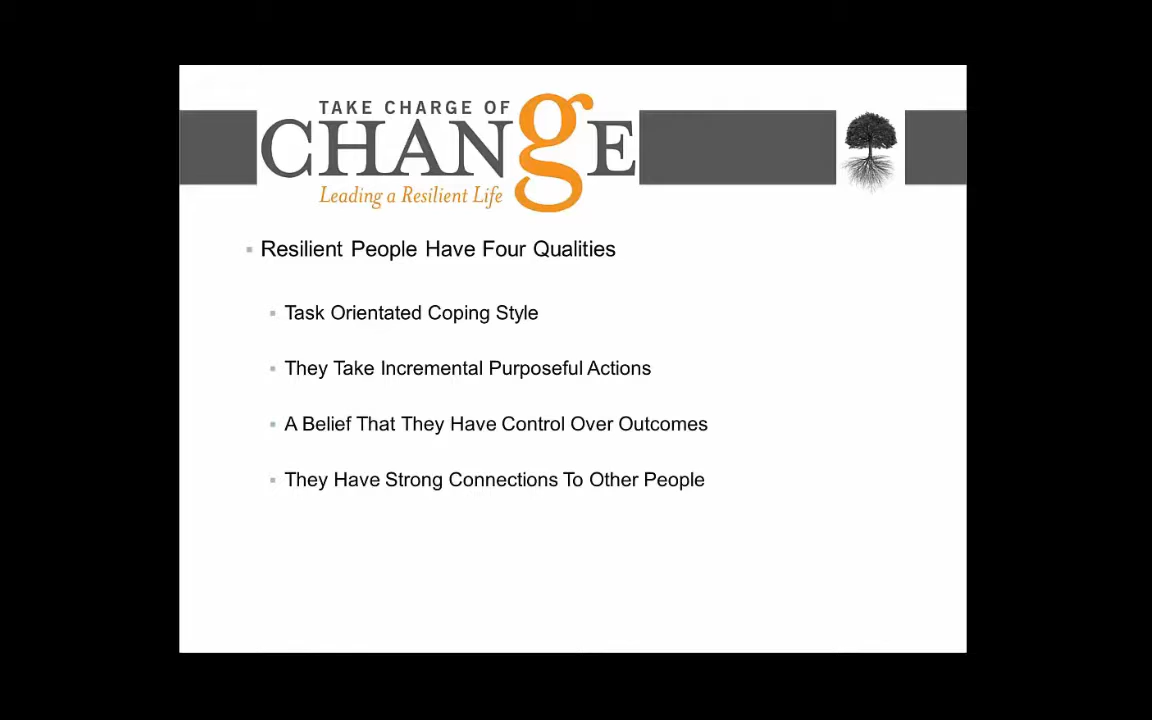 TAKE CHARGE OF
CHANgE
Leading a Resilient Life
Resilient People Have Four Qualities
Task Orientated Coping Style
They Take Incremental Purposeful Actions
A Belief That They Have Control Over Outcomes
They Have Strong Connections To Other People